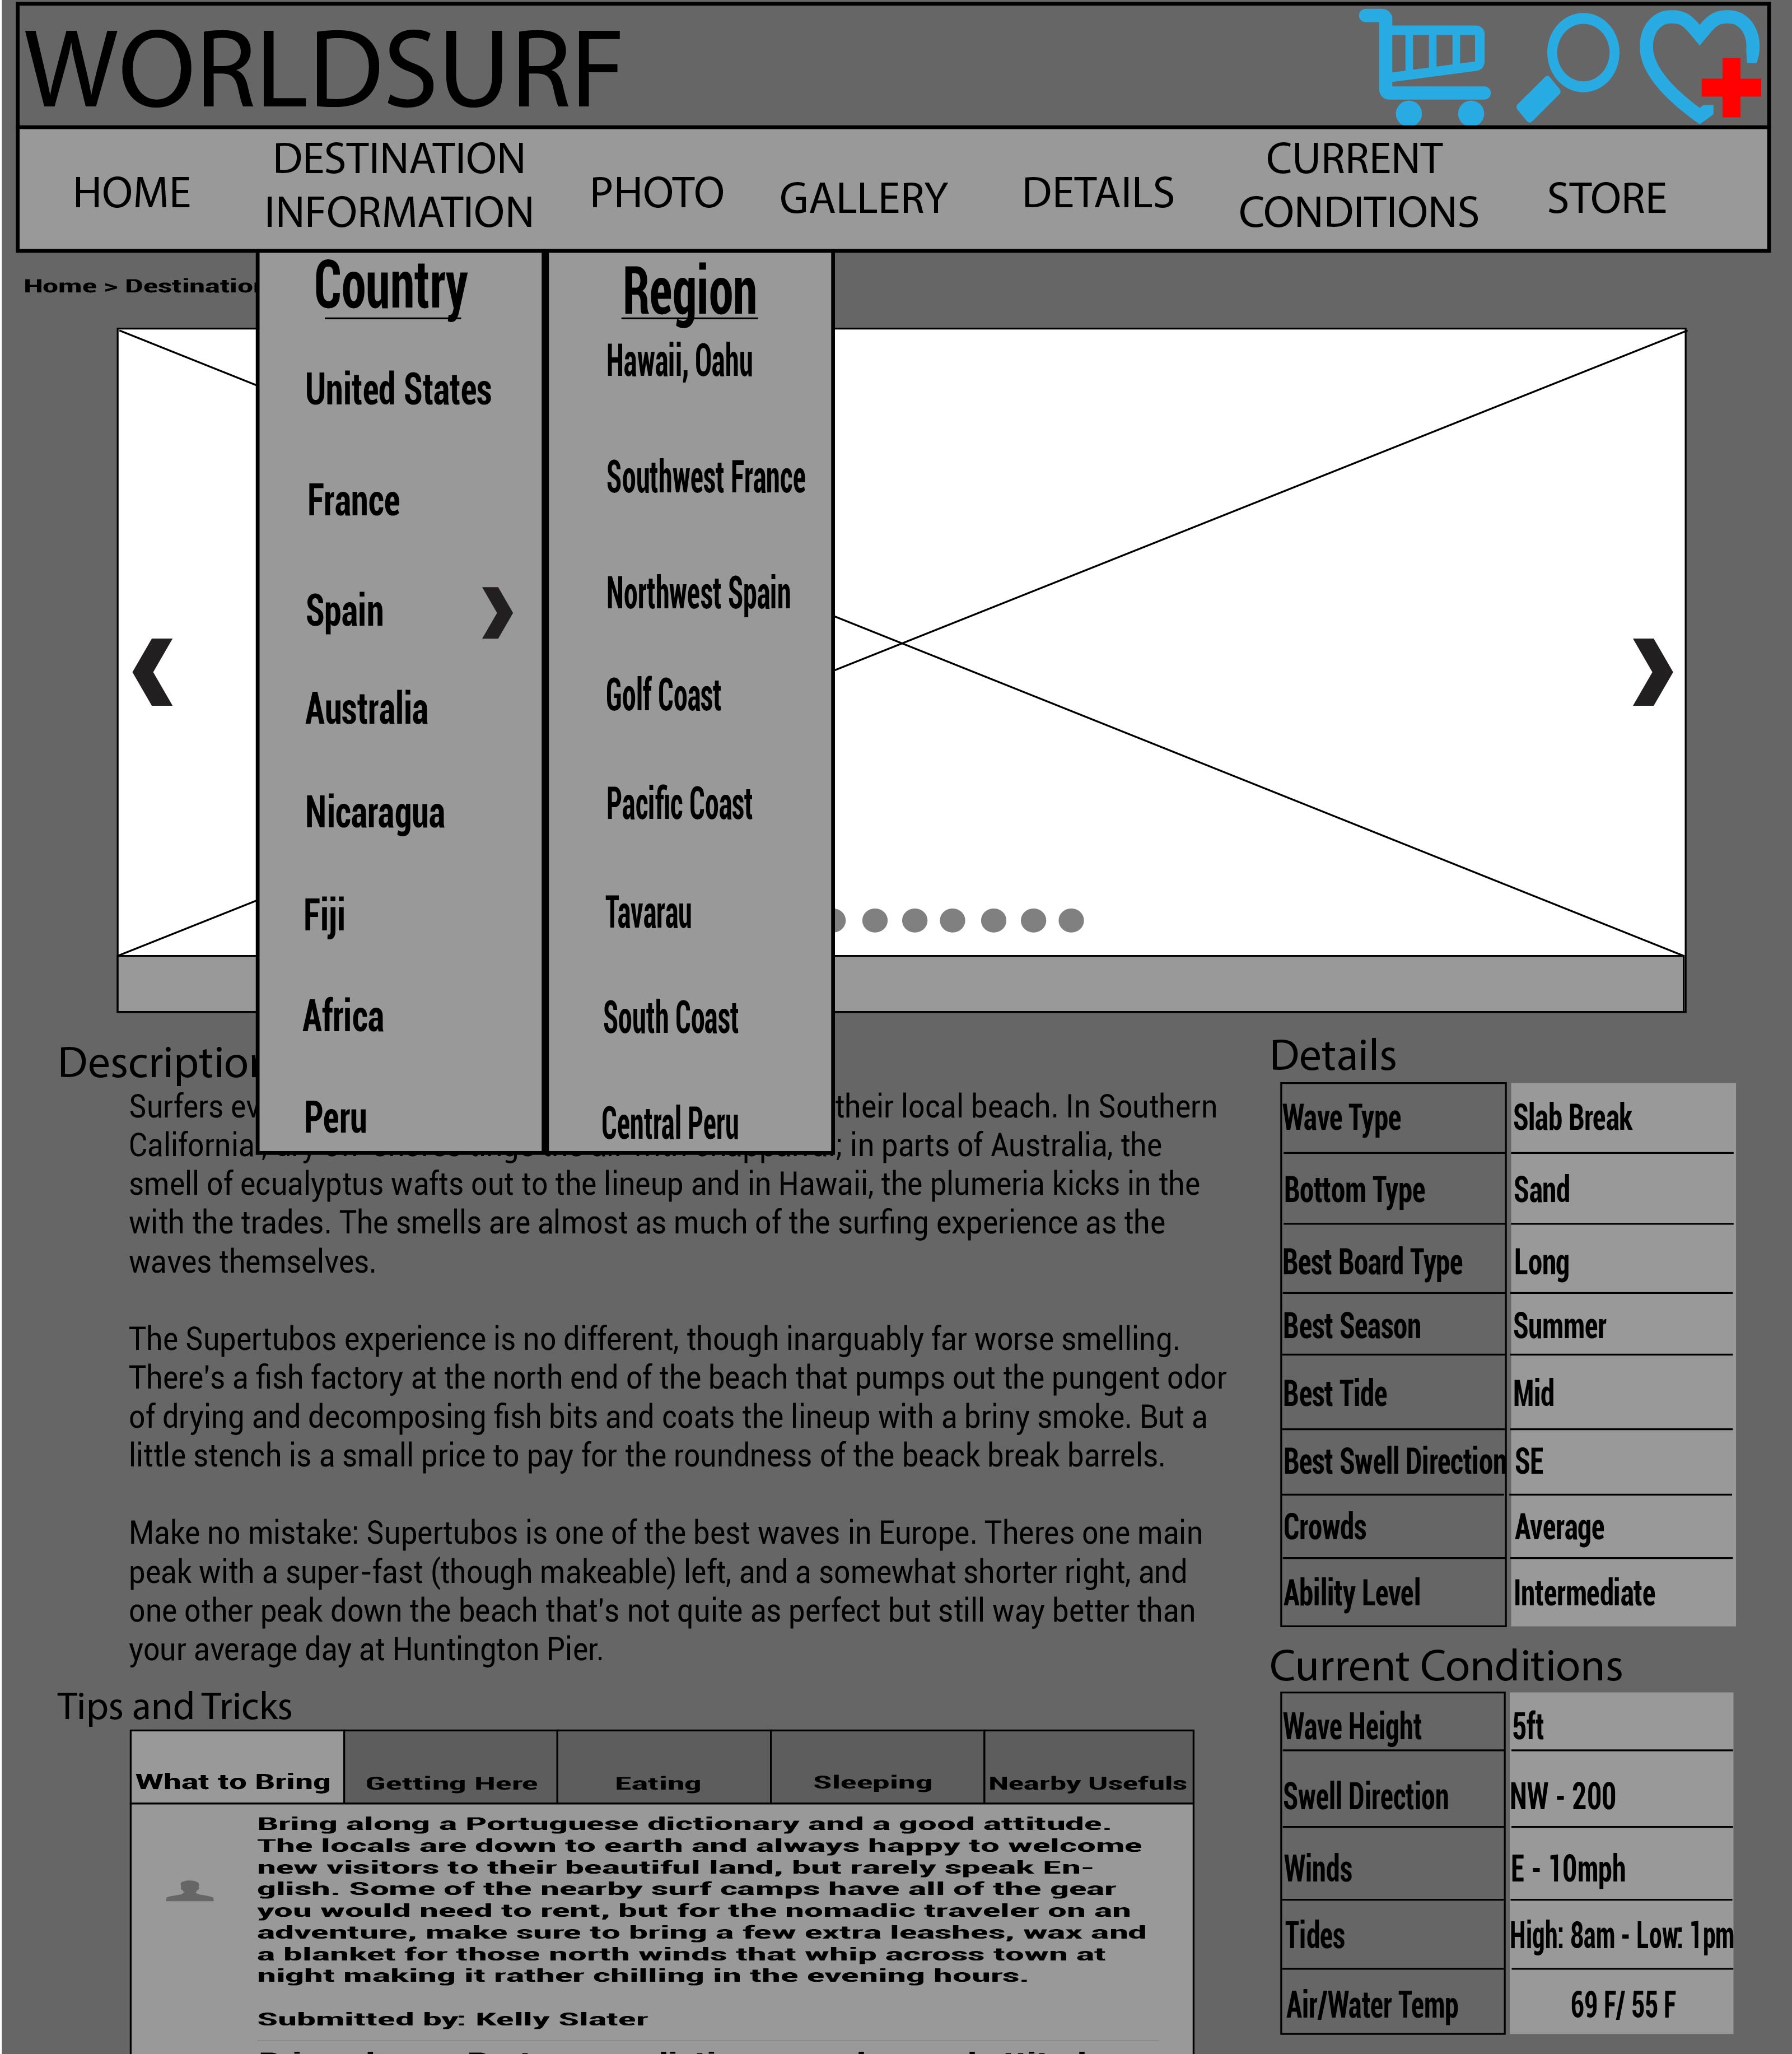 WORLDSURF
HOME
DESTINATION
INFORMATION
PHOTO
GALLERY
DETAILS
CURRENT
CONDITIONS
STORE
Home > Destination
Country
United States
France
Spain
Australia
Nicaragua
Fiji
Africa
Peru
Region
Hawaii, Oahu
Southwest France
Northwest Spain
Golf Coast
Pacific Coast
Tavarau
South Coast
Central Peru
Description
Surfers their local beach. In Southern
California, in parts of Australia, the
smell of ecualyptus wafts out to the lineup and in Hawaii, the plumeria kicks in the
with the trades. The smells are almost as much of the surfing experience as the
waves themselves.
The Supertubos experience is no different, though inarguably far worse smelling.
There's a fish factory at the north end of the beach that pumps out the pungent odor
of drying and decomposing fish bits and coats the lineup with a briny smoke. But a
little stench is a small price to pay for the roundness of the beack break barrels.
Make no mistake: Supertubos is one of the best waves in Europe. Theres one main
peak with a super-fast (though makeable) left, and a somewhat shorter right, and
one other peak down the beach that's not quite as perfect but still way better than
your average day at Huntington Pier.
Tips and Tricks
What to Bring
Getting Here
Eating
Sleeping
Nearby Usefuls
Bring along a Portuguese dictionary and a good attitude.
The locals are down to earth and always happy to welcome
new visitors to their beautiful land, but rarely speak En-
glish. Some of the nearby surf camps have all of the gear
you would need to rent, but for the nomadic traveler on an
adventure, make sure to bring a few extra leashes, wax and
a blanket for those north winds that whip across town at
night making it rather chilling in the evening hours.
Submitted by: Kelly Slater
Details
Wave Type Slab Break
Bottom Type Sand
Best Board Type Long
Best Season Summer
Best Tide Mid
Best Swell Direction SE
Crowds Average
Ability Level Intermediate
Current Conditions
Wave Height 5ft
Swell Direction NW - 200
Winds E - 10mph
Tides High: 8am - Low: 1pm
Air/Water Temp 69 F/ 55 F